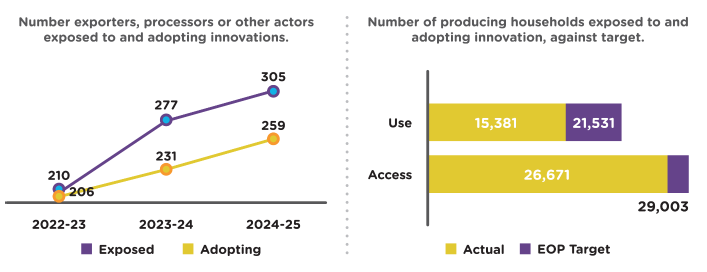 Number exporters, processors or other actors
exposed to and adopting innovations.
305
277
259
231
210
206
2022-23
2023-24
2024-25
Exposed
Adopting
Number of producing households exposed to and
adopting innovation, against target.
Use
15,381
21,531
Access
26,671
29,003
Actual
EOP Target